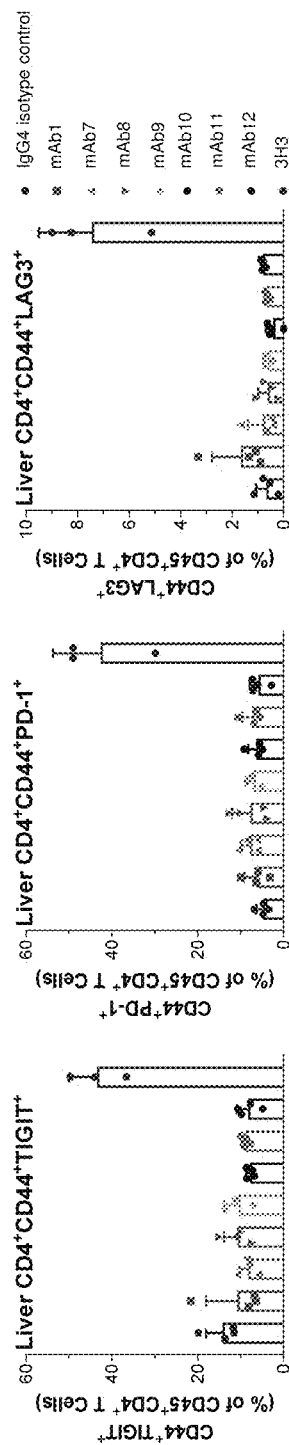 Liver CD4⁺CD44⁺TIGIT⁺
CD44⁺TIGIT⁺
(% of CD45⁺CD4⁺ T Cells)
60
40
20
0
Liver CD4⁺CD44⁺PD-1⁺
CD44⁺PD-1⁺
(% of CD45⁺CD4⁺ T Cells)
60
40
20
0
Liver CD4⁺CD44⁺LAG3⁺
CD44⁺LAG3⁺
(% of CD45⁺CD4⁺ T Cells)
10
8
6
4
2
0
IgG4 isotype control
mAb1
mAb7
mAb8
mAb9
mAb10
mAb11
mAb12
3H3